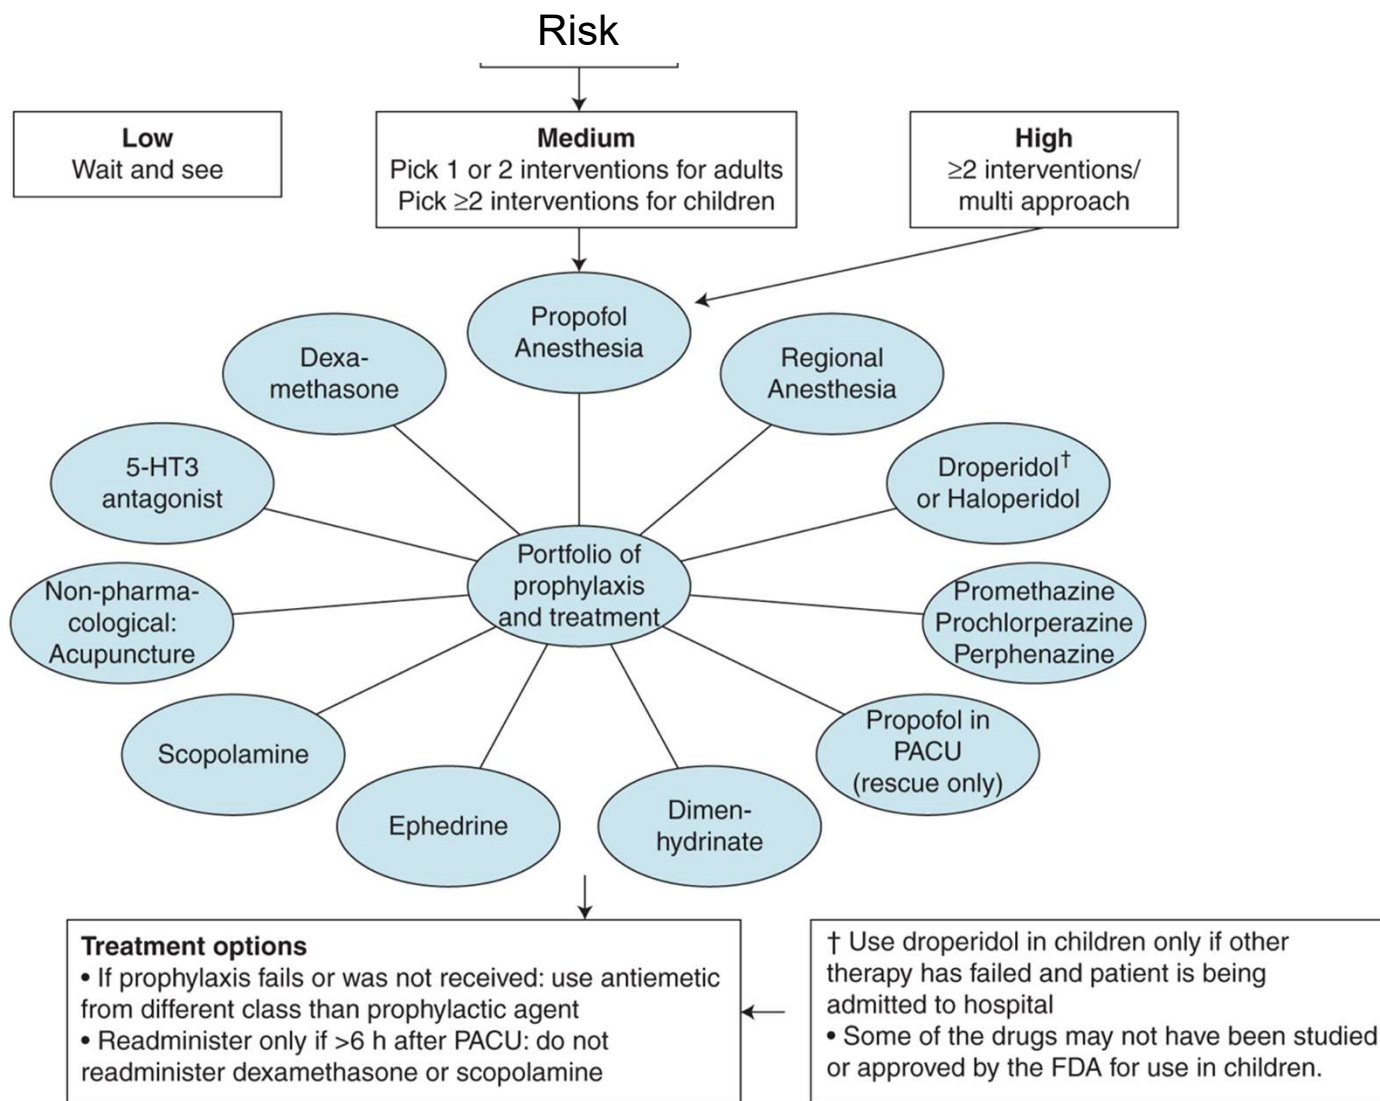 Risk
Low
Wait and see
Medium
Pick 1 or 2 interventions for adults
Pick ≥2 interventions for children
High
≥2 interventions/
multi approach
Propofol
Anesthesia
Dexa-
methasone
Regional
Anesthesia
5-HT3
antagonist
Droperidol†
or Haloperidol
Portfolio of
prophylaxis
and treatment
Non-pharma-
cological:
Acupuncture
Promethazine
Prochlorperazine
Perphenazine
Scopolamine
Propofol in
PACU
(rescue only)
Ephedrine
Dimen-
hydrinate
Treatment options
• If prophylaxis fails or was not received: use antiemetic
from different class than prophylactic agent
• Readminister only if >6 h after PACU: do not
readminister dexamethasone or scopolamine
† Use droperidol in children only if other
therapy has failed and patient is being
admitted to hospital
• Some of the drugs may not have been studied
or approved by the FDA for use in children.